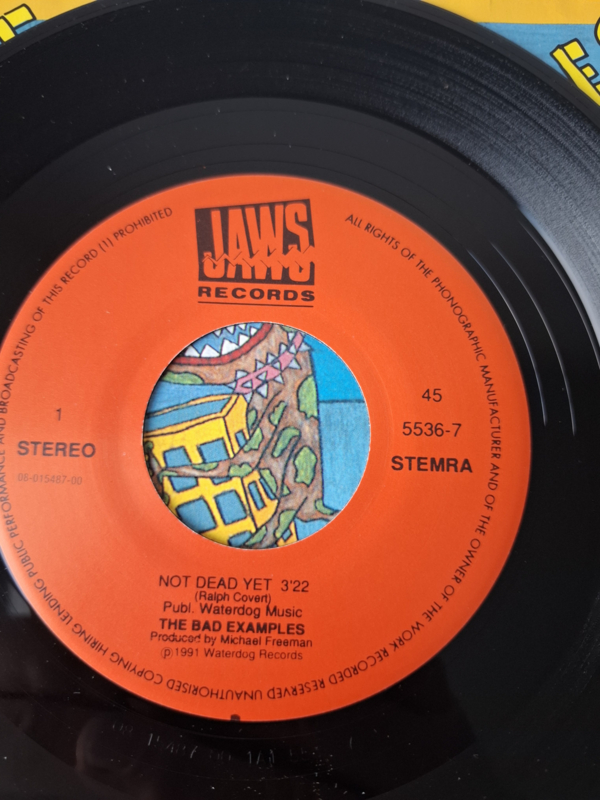 JAWS
RECORDS
ALL RIGHTS OF THE PHONOGRAPHIC MANUFACTURER AND OF THE OWNER OF THE WORK RECORDED RESERVED UNAUTHORISED COPYING HIRING LENDING PUBLIC PERFORMANCE AND BROADCASTING OF THIS RECORD (1) PROHIBITED
1
STEREO
06-015487-00
45
5536-7
STEMRA
NOT DEAD YET 3'22
(Ralph Covert)
Publ. Waterdog Music
THE BAD EXAMPLES
Produced by Michael Freeman
℗1991 Waterdog Records